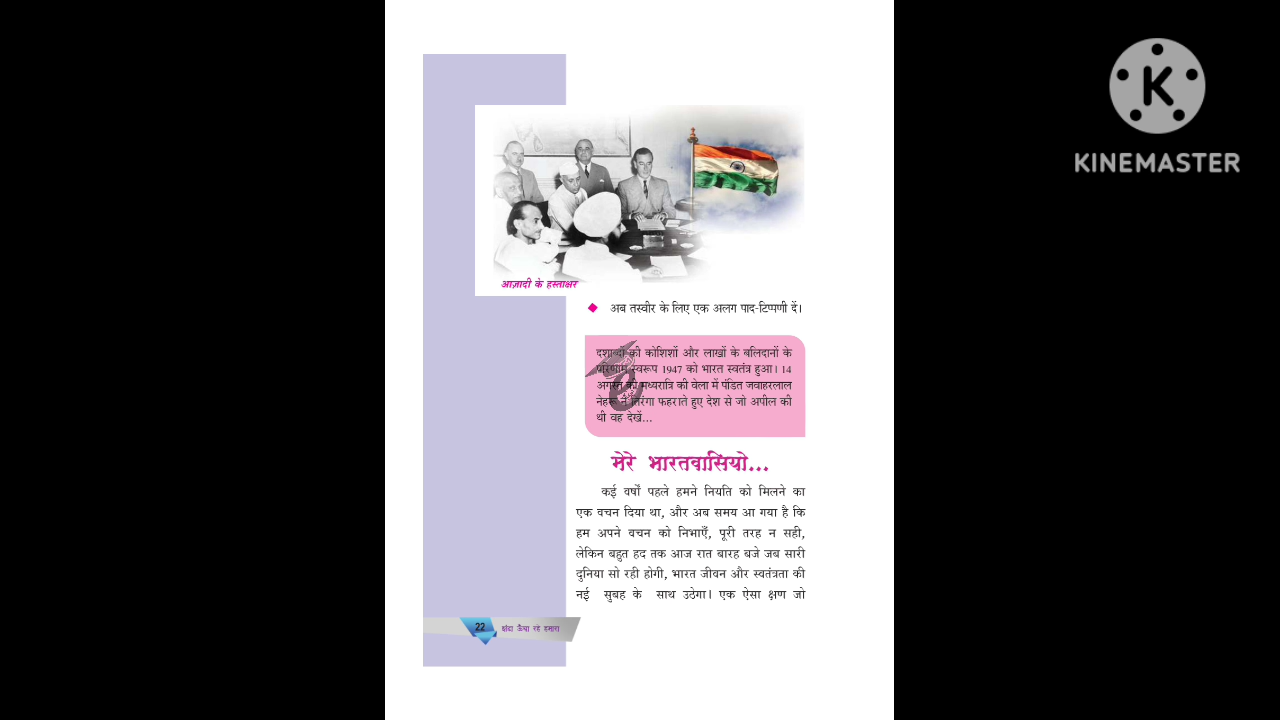 KINEMASTER
आज़ादी के हस्ताक्षर
अब तस्वीर के लिए एक अलग पाद-टिप्पणी दें।
दशाब्दों की कोशिशों और लाखों के बलिदानों के
परिणाम स्वरूप 1947 को भारत स्वतंत्र हुआ। 14
अगस्त की मध्यरात्रि की वेला में पंडित जवाहरलाल
नेहरू ने तिरंगा फहराते हुए देश से जो अपील की
थी वह देखें...
मेरे भारतवासियो...
कई वर्षों पहले हमने नियति को मिलने का
एक वचन दिया था, और अब समय आ गया है कि
हम अपने वचन को निभाएँ, पूरी तरह न सही,
लेकिन बहुत हद तक आज रात बारह बजे जब सारी
दुनिया सो रही होगी, भारत जीवन और स्वतंत्रता की
नई सुबह के साथ उठेगा। एक ऐसा क्षण जो
22 झंडा ऊँचा रहे हमारा